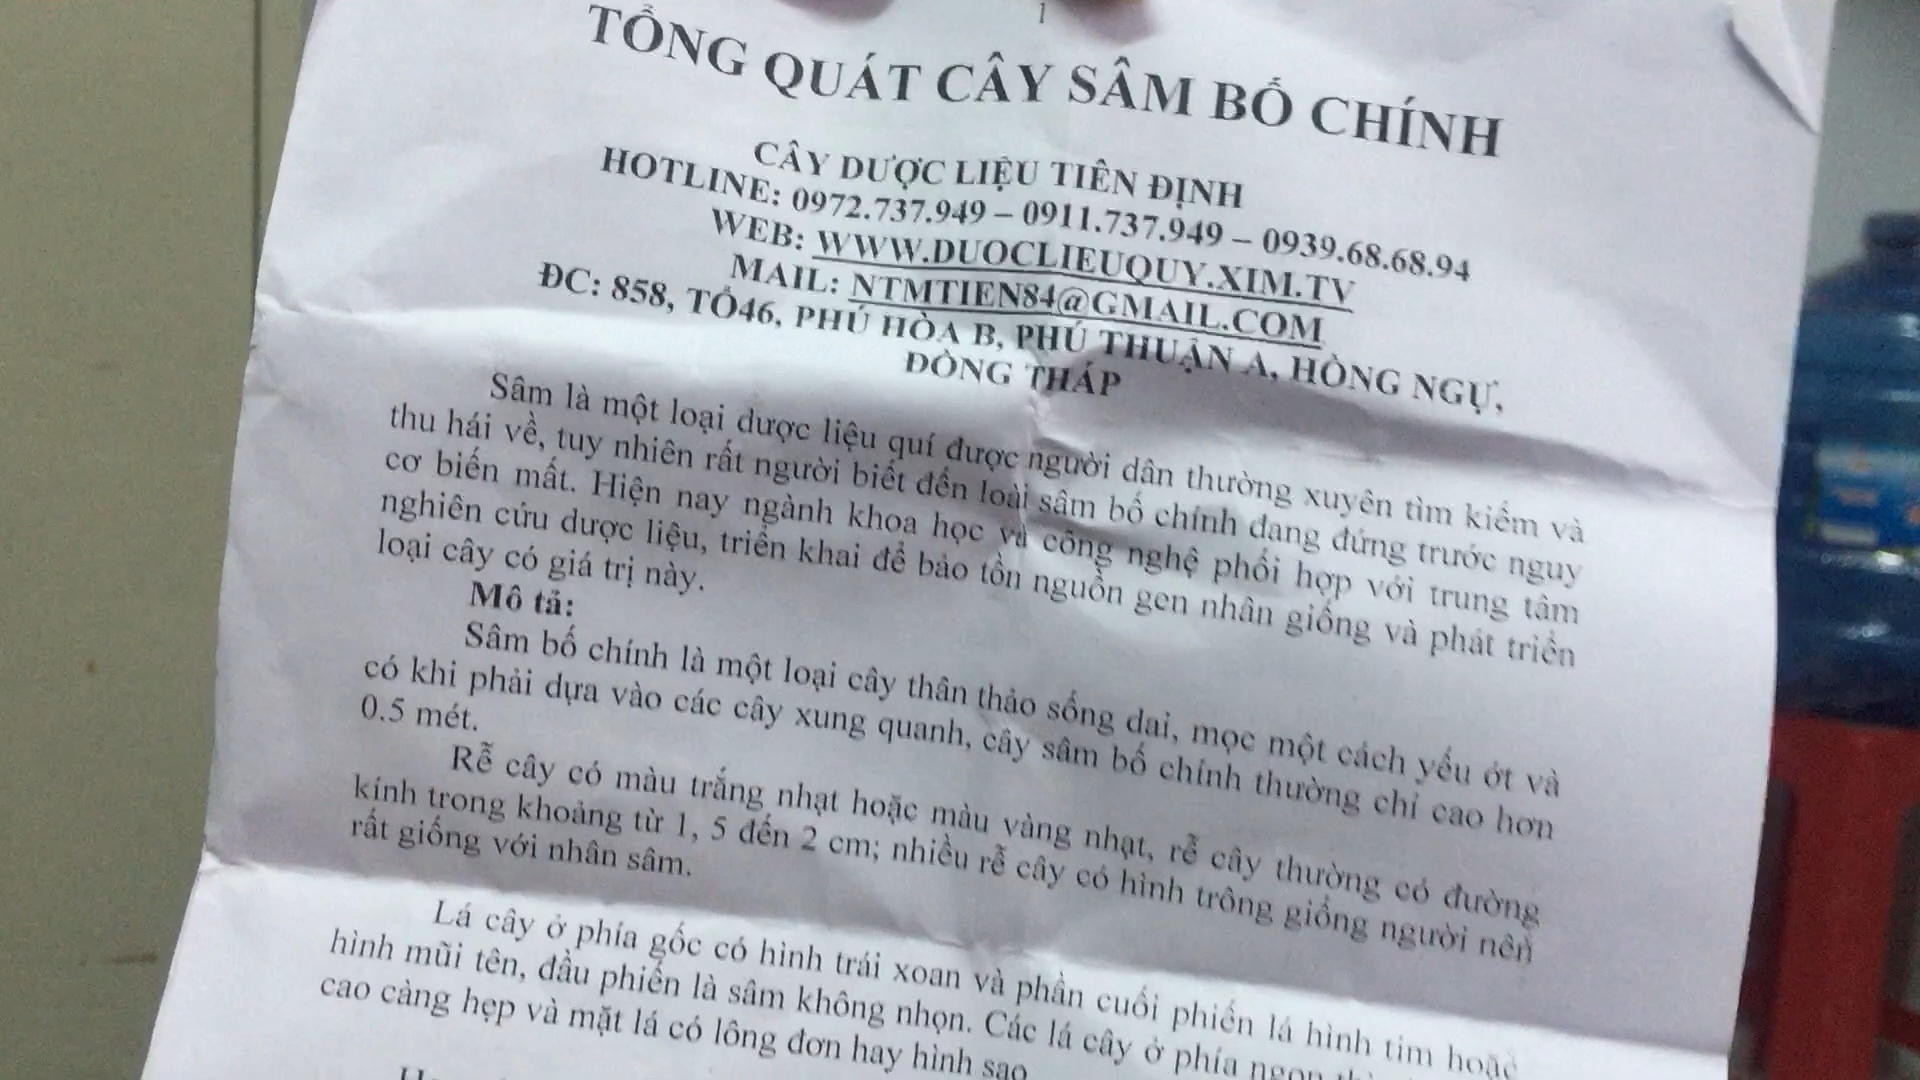 1
TỔNG QUÁT CÂY SÂM BỐ CHÍNH
CÂY DƯỢC LIỆU TIÊN ĐỊNH
HOTLINE: 0972.737.949 – 0911.737.949 – 0939.68.68.94
WEB: WWW.DUOCLIEUQUY.XIM.TV
MAIL: NTMTIEN84@GMAIL.COM
ĐC: 858, TỔ46, PHÚ HÒA B, PHÚ THUẬN A, HỒNG NGỰ,
ĐỒNG THÁP
Sâm là một loại dược liệu quí được người dân thường xuyên tìm kiếm và
thu hái về, tuy nhiên rất người biết đến loài sâm bố chính đang đứng trước nguy
cơ biến mất. Hiện nay ngành khoa học và công nghệ phối hợp với trung tâm
nghiên cứu dược liệu, triển khai để bảo tồn nguồn gen nhân giống và phát triển
loại cây có giá trị này.
Mô tả:
Sâm bố chính là một loại cây thân thảo sống dai, mọc một cách yếu ớt và
có khi phải dựa vào các cây xung quanh, cây sâm bố chính thường chỉ cao hơn
0.5 mét.
Rễ cây có màu trắng nhạt hoặc màu vàng nhạt, rễ cây thường có đường
kính trong khoảng từ 1, 5 đến 2 cm; nhiều rễ cây có hình trông giống người nên
rất giống với nhân sâm.
Lá cây ở phía gốc có hình trái xoan và phần cuối phiến lá hình tim hoặc
hình mũi tên, đầu phiến là sâm không nhọn. Các lá cây ở phía ngọn
cao càng hẹp và mặt lá có lông đơn hay hình sao